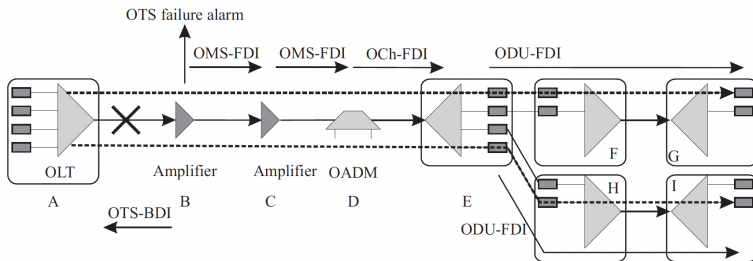 OTS failure alarm
OMS-FDI
OMS-FDI
OCh-FDI
ODU-FDI
OLT
Amplifier
Amplifier
OADM
F
G
A
B
C
D
E
H
I
OTS-BDI
ODU-FDI